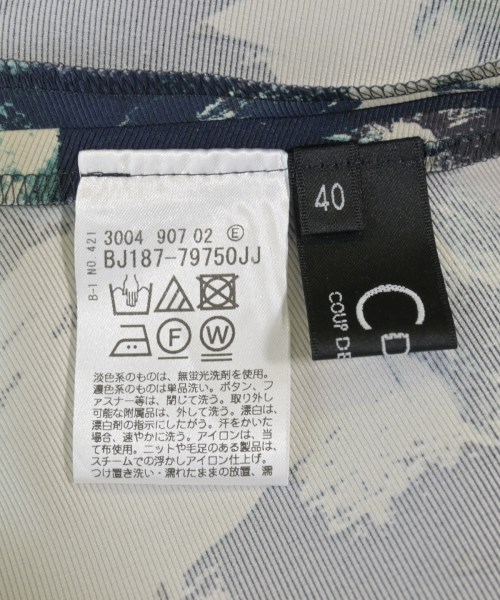 B-1 NO 421
3004 907 02 Ⓔ
BJ187-79750JJ
F W
淡色系のものは、無蛍光洗剤を使用。
濃色系のものは単品洗い。ボタン、フ
ァスナー等は、閉じて洗う。取り外し
可能な附属品は、外して洗う。漂白は、
漂白剤の指示にしたがう。汗をかいた
場合、速やかに洗う。アイロンは、当
て布使用。ニットや毛足のある製品は、
スチームでの浮かしアイロン仕上げ。
つけ置き洗い・濡れたままの放置、濡
40
C D
COUP DE